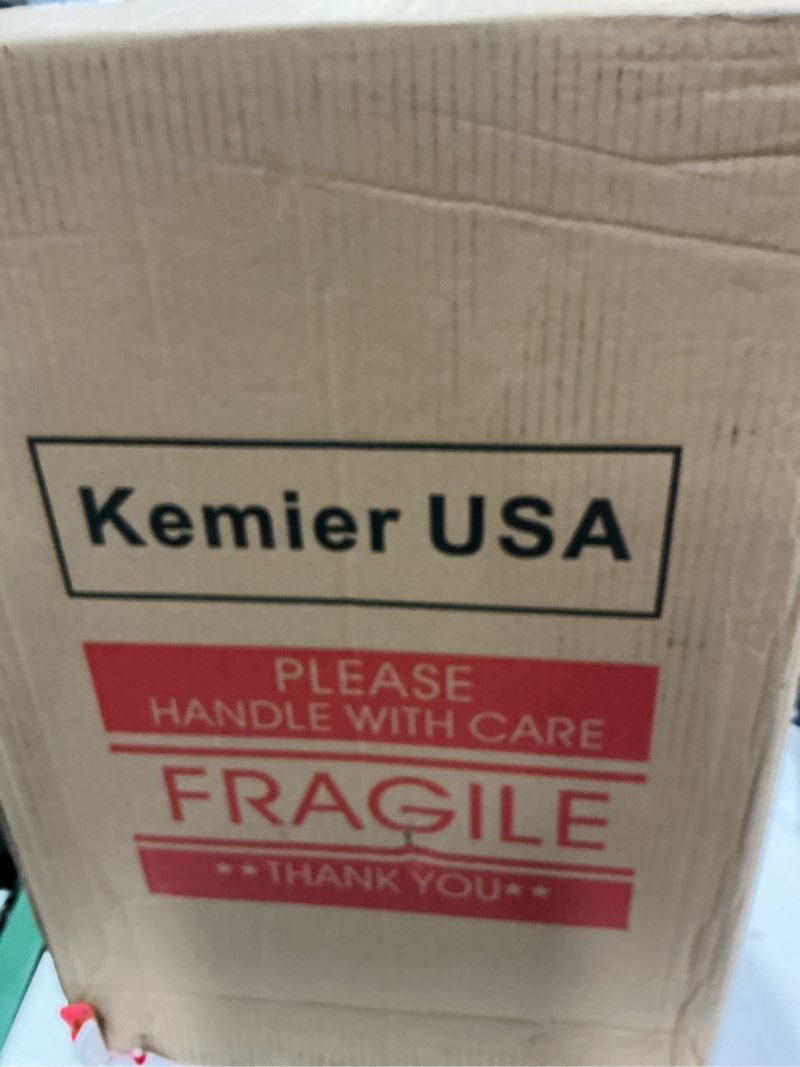 Kemier USA
PLEASE
HANDLE WITH CARE
FRAGILE
★★THANK YOU★★